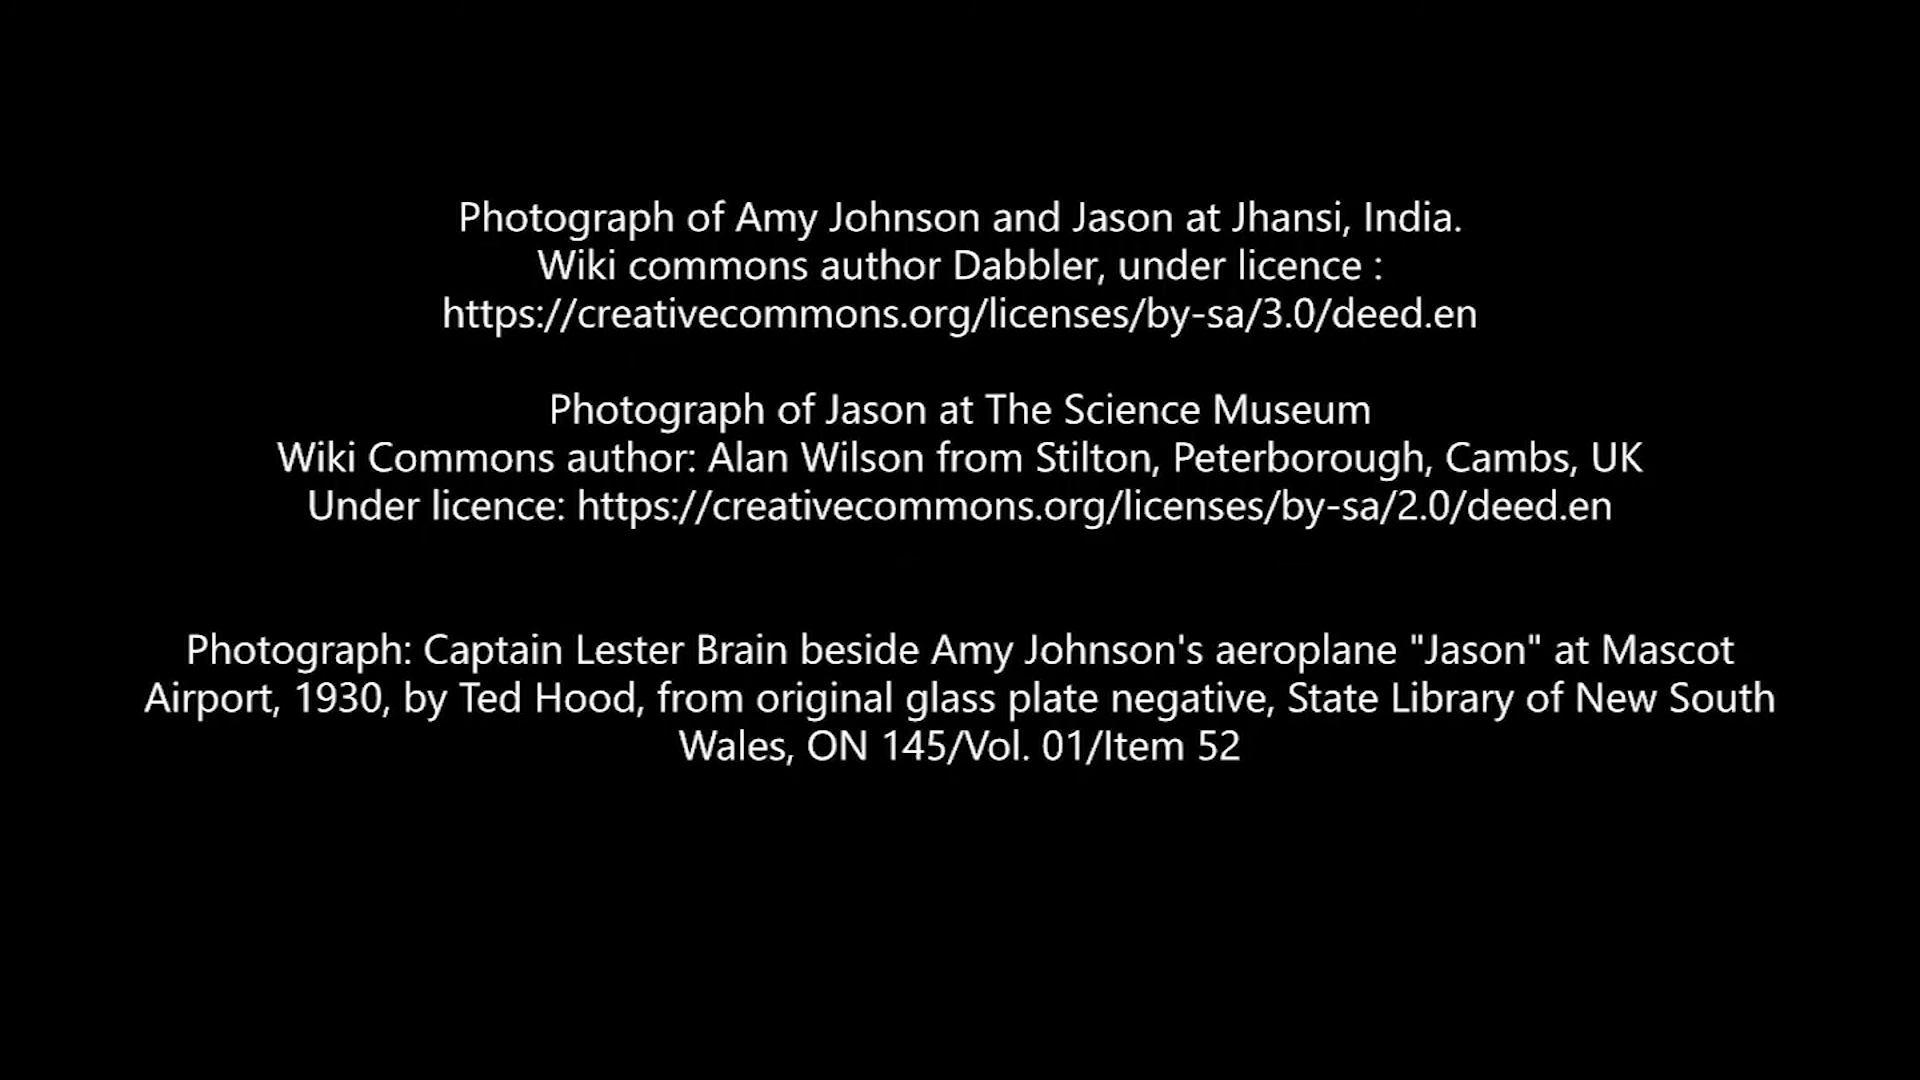 Photograph of Amy Johnson and Jason at Jhansi, India.
Wiki commons author Dabbler, under licence :
https://creativecommons.org/licenses/by-sa/3.0/deed.en
Photograph of Jason at The Science Museum
Wiki Commons author: Alan Wilson from Stilton, Peterborough, Cambs, UK
Under licence: https://creativecommons.org/licenses/by-sa/2.0/deed.en
Photograph: Captain Lester Brain beside Amy Johnson's aeroplane "Jason" at Mascot
Airport, 1930, by Ted Hood, from original glass plate negative, State Library of New South
Wales, ON 145/Vol. 01/Item 52